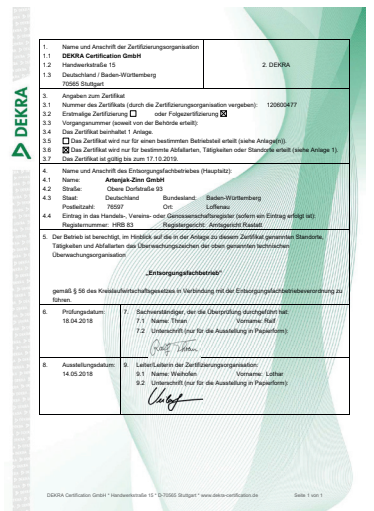 DEKRA
1. Name und Anschrift der Zertifizierungsorganisation
1.1 DEKRA Certification GmbH
1.2 Handwerkstraße 15
2. DEKRA
1.3 Deutschland / Baden-Württemberg
70565 Stuttgart
3. Angaben zum Zertifikat
3.1 Nummer des Zertifikats (durch die Zertifizierungsorganisation vergeben): 120600477
3.2 Erstmalige Zertifizierung ☐ oder Folgezertifizierung ☒
3.3 Vorgangsnummer (soweit von der Behörde erteilt):
3.4 Das Zertifikat beinhaltet 1 Anlage.
3.5 ☐ Das Zertifikat wird nur für einen bestimmten Betriebsteil erteilt (siehe Anlage(n)).
3.6 ☒ Das Zertifikat wird nur für bestimmte Abfallarten, Tätigkeiten oder Standorte erteilt (siehe Anlage 1).
3.7 Das Zertifikat ist gültig bis zum 17.10.2019.
4. Name und Anschrift des Entsorgungsfachbetriebes (Hauptsitz):
4.1 Name: Artenjak-Zinn GmbH
4.2 Straße: Obere Dorfstraße 93
4.3 Staat: Deutschland Bundesland: Baden-Württemberg
Postleitzahl: 76597 Ort: Loffenau
4.4 Eintrag in das Handels-, Vereins- oder Genossenschaftsregister (sofern ein Eintrag erfolgt ist):
Registernummer: HRB 83 Registergericht: Amtsgericht Rastatt
5. Der Betrieb ist berechtigt, im Hinblick auf die in der Anlage zu diesem Zertifikat genannten Standorte,
Tätigkeiten und Abfallarten das Überwachungszeichen der oben genannten technischen
Überwachungsorganisation
„Entsorgungsfachbetrieb"
gemäß § 56 des Kreislaufwirtschaftsgesetzes in Verbindung mit der Entsorgungsfachbetriebeverordnung zu
führen.
6. Prüfungsdatum:
18.04.2018
7. Sachverständiger, der die Überprüfung durchgeführt hat:
7.1 Name: Thran Vorname: Ralf
7.2 Unterschrift (nur für die Ausstellung in Papierform):
Ralf Thran
8. Ausstellungsdatum:
14.05.2018
9. Leiter/Leiterin der Zertifizierungsorganisation:
9.1 Name: Weihofen Vorname: Lothar
9.2 Unterschrift (nur für die Ausstellung in Papierform):
DEKRA Certification GmbH * Handwerkstraße 15 * D-70565 Stuttgart * www.dekra-certification.de Seite 1 von 1